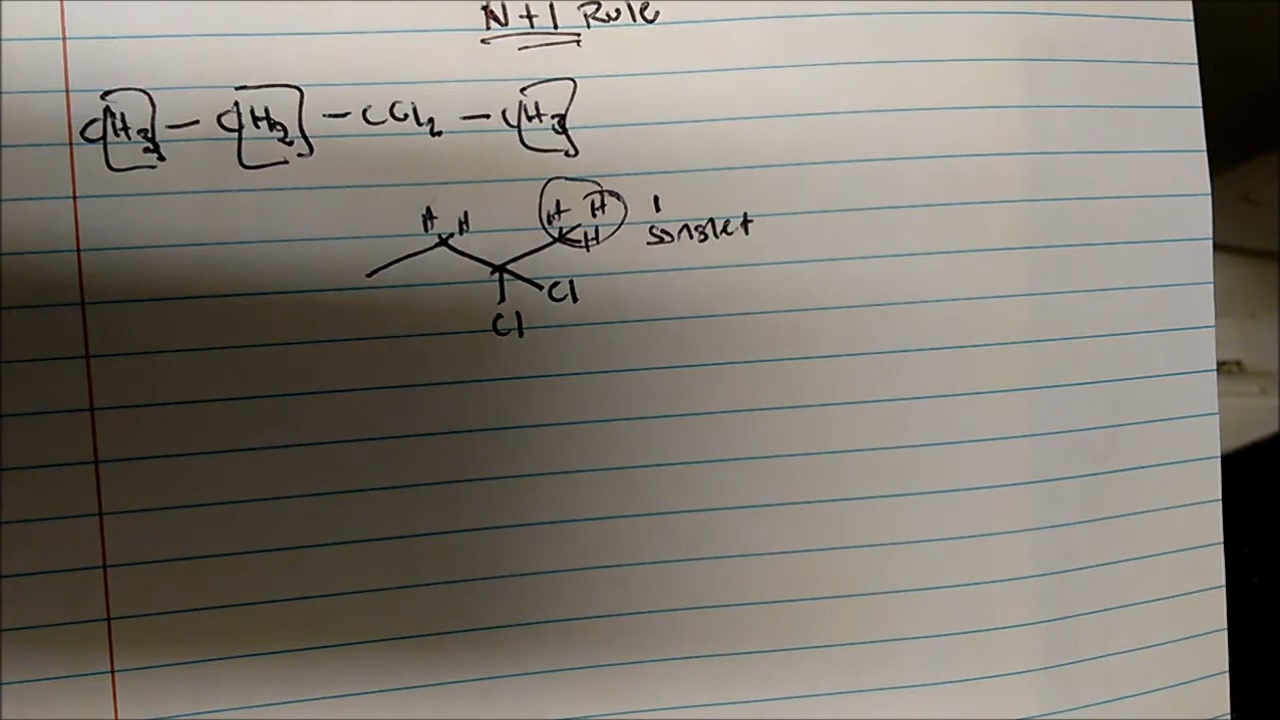 N+1 Rule
CH3 - CH2 - CCl2 - CH3
H H H H H 1
singlet
Cl
Cl